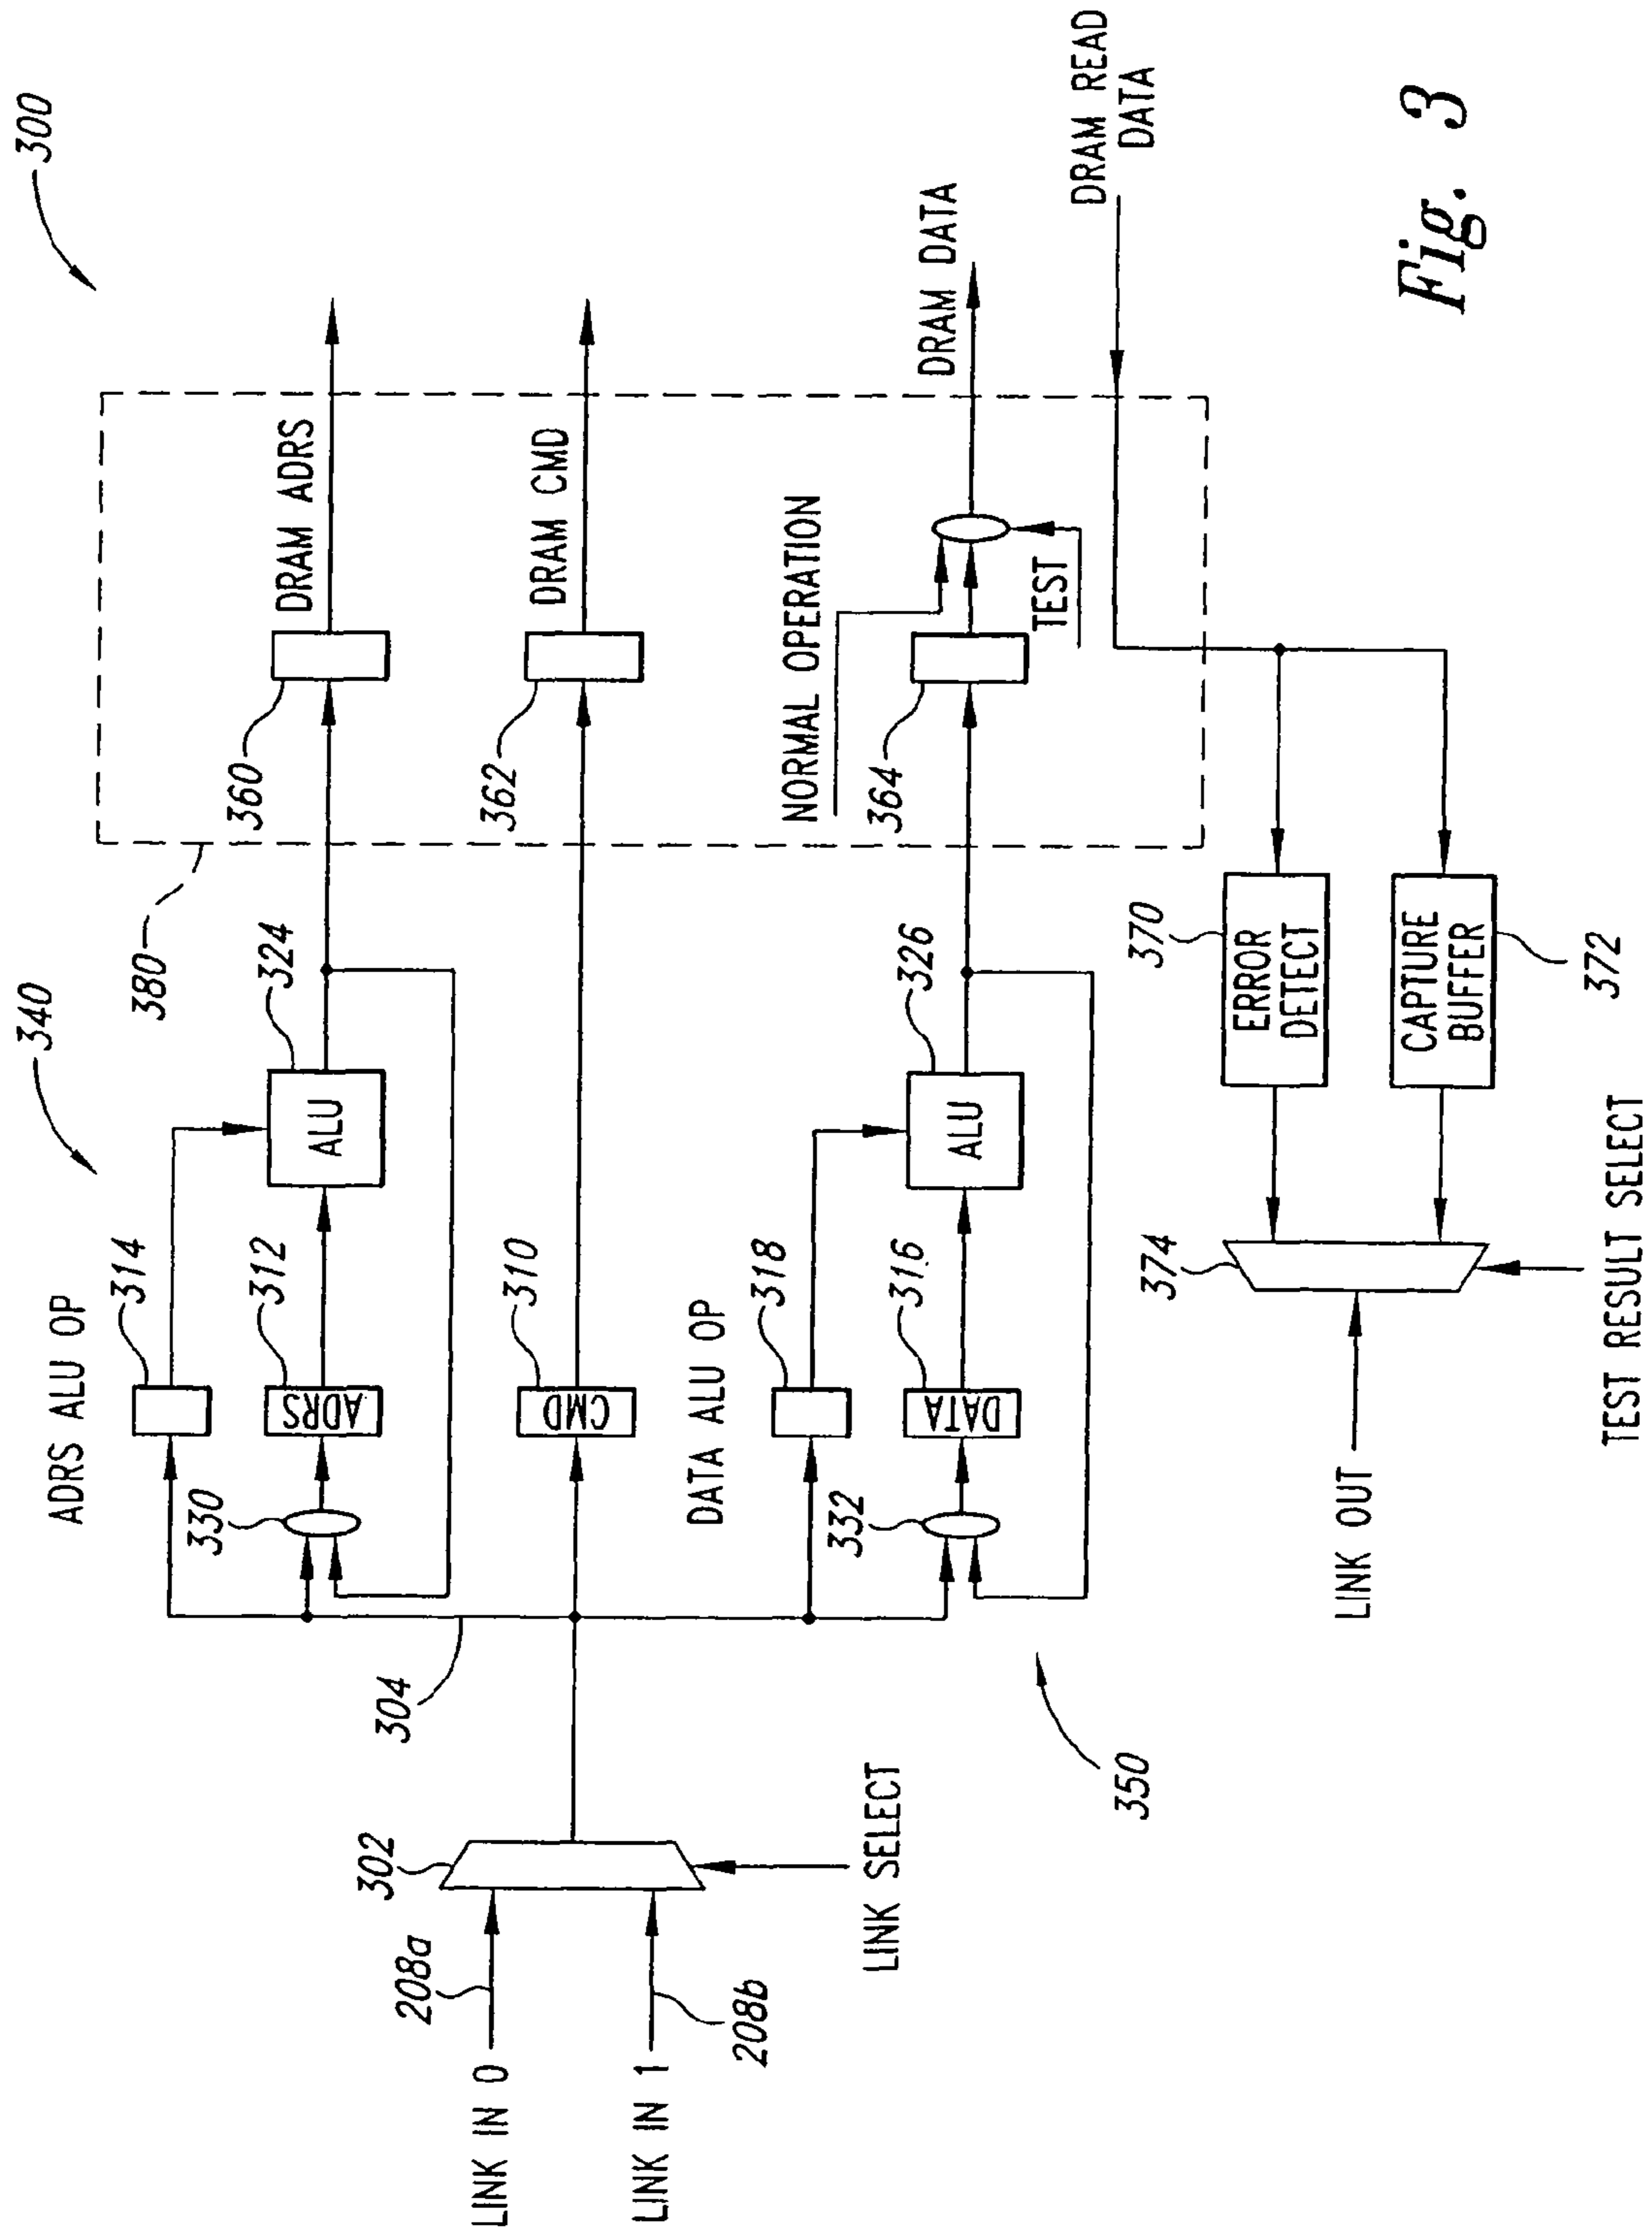 300
340
ADRS ALU OP
314
324
380
360
DRAM ADRS
330
312
ADRS
ALU
304
310
CMD
362
DRAM CMD
LINK IN 0
208a
302
LINK IN 1
208b
LINK SELECT
DATA ALU OP
318
326
NORMAL OPERATION
364
DRAM DATA
332
316
DATA
ALU
TEST
350
DRAM READ
DATA
370
ERROR
DETECT
374
LINK OUT
CAPTURE
BUFFER
372
TEST RESULT SELECT
Fig. 3